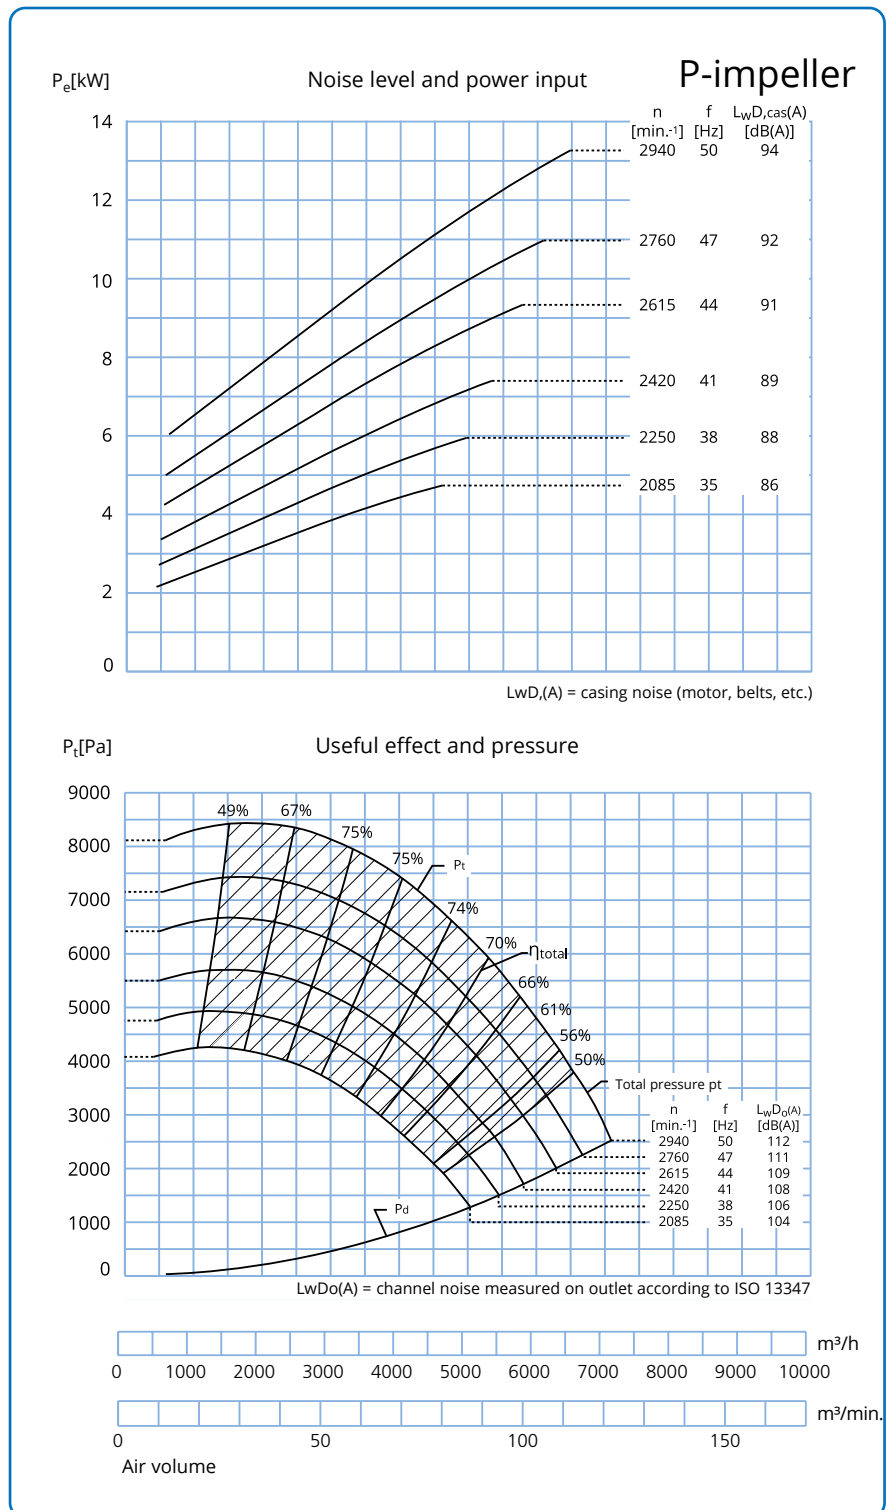 P-impeller
Pe[kW] Noise level and power input
n f LwD,cas(A)
[min.-1] [Hz] [dB(A)]
14
2940 50 94
12
2760 47 92
10
2615 44 91
8
2420 41 89
6
2250 38 88
2085 35 86
4
2
0
LwD,(A) = casing noise (motor, belts, etc.)
Pt[Pa] Useful effect and pressure
9000
49% 67%
75%
8000
75%
Pt
7000
74%
70%
6000
ηtotal
66%
5000
61%
56%
4000
50%
Total pressure pt
3000
n f LwDo(A)
[min.-1] [Hz] [dB(A)]
2940 50 112
2760 47 111
2000
2615 44 109
2420 41 108
2250 38 106
1000
Pd
2085 35 104
0
LwDo(A) = channel noise measured on outlet according to ISO 13347
m³/h
0 1000 2000 3000 4000 5000 6000 7000 8000 9000 10000
m³/min.
0 50 100 150
Air volume